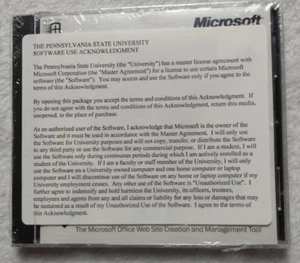 Microsoft
THE PENNSYLVANIA STATE UNIVERSITY
SOFTWARE USE ACKNOWLEDGMENT
The Pennsylvania State University (the "University") has a master license agreement with
Microsoft Corporation (the "Master Agreement") for a license to use certain Microsoft
software (the "Software"). You may access and use the Software only if you agree to the
terms of this Acknowledgment.
By opening this package you accept the terms and conditions of this Acknowledgment. If
you do not agree to the terms and conditions of this Acknowledgment, return this media,
unopened, to the place of purchase.
As an authorized user of the Software, I acknowledge that Microsoft is the owner of the
Software and it must be used in accordance with the Master Agreement. I will only use
the Software for University purposes and will not copy, transfer, or distribute the Software
to any third party or use the Software for any commercial purpose. If I am a student, I will
use the Software only during continuous periods during which I am actively enrolled as a
student of the University. If I am a faculty or staff member of the University, I will only
use the Software on a University owned computer and one home computer or laptop
computer and I will discontinue use of the Software on any home or laptop computer if my
University employment ceases. Any other use of the Software is "Unauthorized Use". I
further agree to indemnify and hold harmless the University, its officers, trustees,
employees and agents from any and all claims or liability for any loss or damages that may
be sustained as a result of my Unauthorized Use of the Software. I agree to the terms of
this Acknowledgment.
The Microsoft Office Web Site Creation and Management Tool